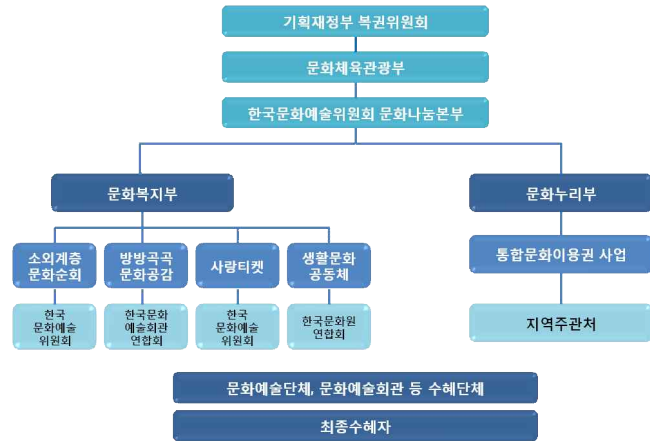 기획재정부 복권위원회
문화체육관광부
한국문화예술위원회 문화나눔본부
문화복지부
문화누리부
소외계층
문화순회
방방곡곡
문화공감
사랑티켓
생활문화
공동체
통합문화이용권 사업
한국
문화예술
위원회
한국문화
예술회관
연합회
한국
문화예술
위원회
한국문화원
연합회
지역주관처
문화예술단체, 문화예술회관 등 수혜단체
최종수혜자